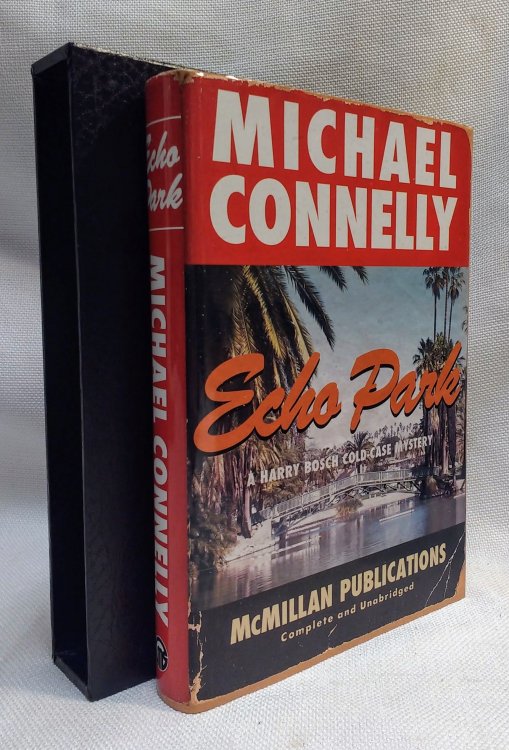 Echo
Park
MICHAEL CONNELLY
MICHAEL
CONNELLY
Echo Park
A HARRY BOSCH COLD-CASE MYSTERY
McMILLAN PUBLICATIONS
Complete and Unabridged